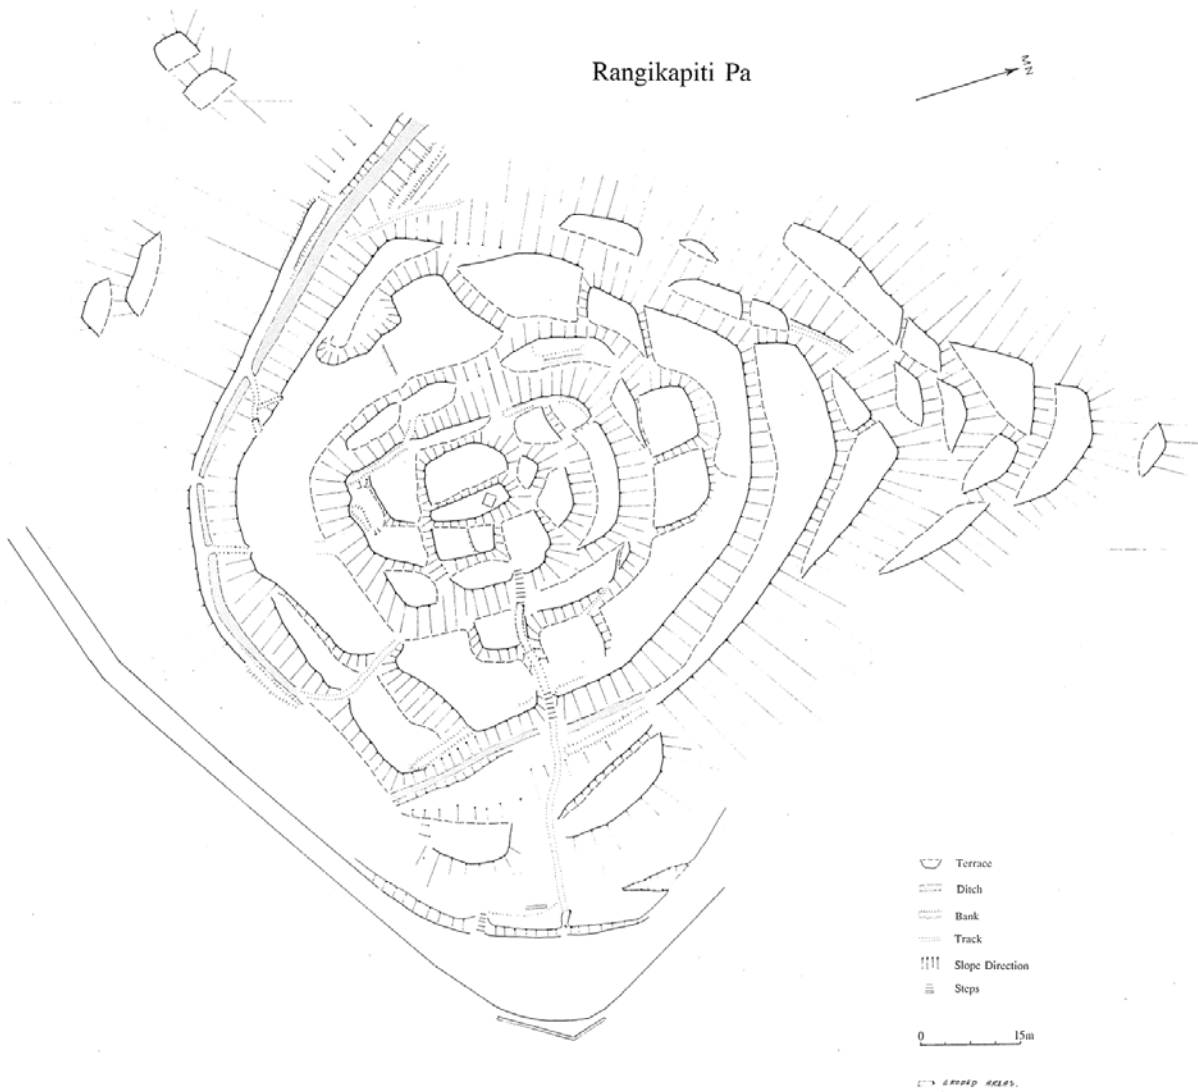 Rangikapiti Pa
MN
Terrace
Ditch
Bank
Track
Slope Direction
Steps
0 15m
ERODED AREAS.